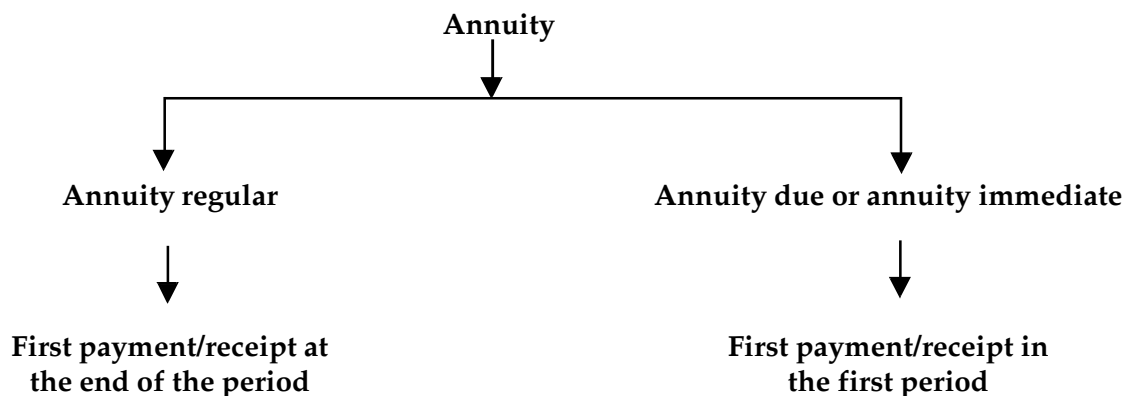 Annuity
Annuity regular
Annuity due or annuity immediate
First payment/receipt at
the end of the period
First payment/receipt in
the first period